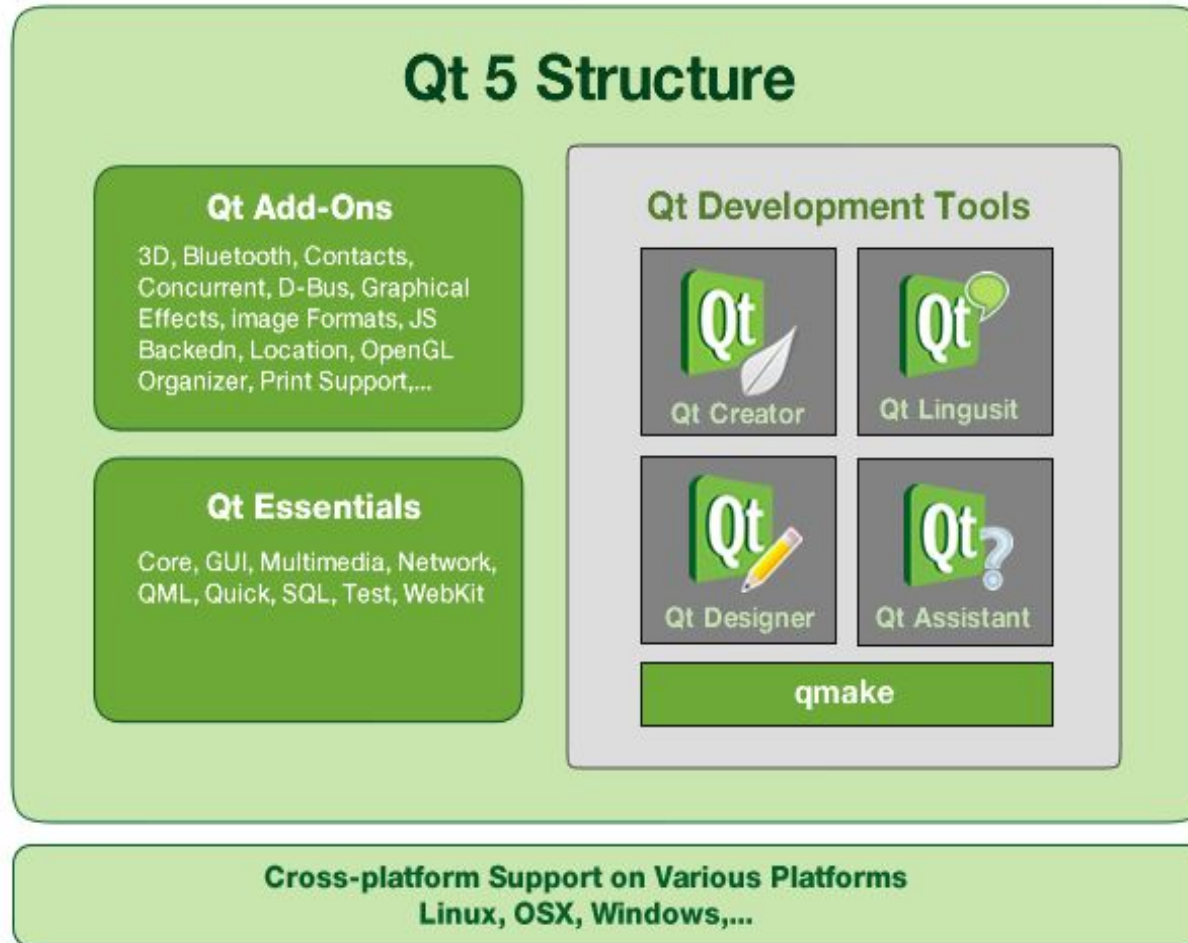 Qt 5 Structure
Qt Add-Ons
3D, Bluetooth, Contacts,
Concurrent, D-Bus, Graphical
Effects, image Formats, JS
Backedn, Location, OpenGL
Organizer, Print Support,...
Qt Essentials
Core, GUI, Multimedia, Network,
QML, Quick, SQL, Test, WebKit
Qt Development Tools
Qt
Qt Creator
Qt
Qt Lingusit
Qt
Qt Designer
Qt
?
Qt Assistant
qmake
Cross-platform Support on Various Platforms
Linux, OSX, Windows,...